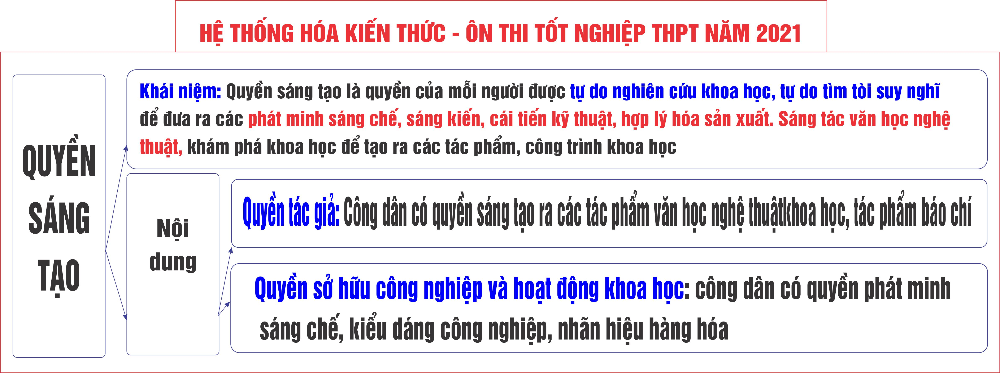 HỆ THỐNG HÓA KIẾN THỨC - ÔN THI TỐT NGHIỆP THPT NĂM 2021
QUYỀN
SÁNG
TẠO
Khái niệm: Quyền sáng tạo là quyền của mỗi người được tự do nghiên cứu khoa học, tự do tìm tòi suy nghĩ
để đưa ra các phát minh sáng chế, sáng kiến, cái tiến kỹ thuật, hợp lý hóa sản xuất. Sáng tác văn học nghệ
thuật, khám phá khoa học để tạo ra các tác phẩm, công trình khoa học
Nội
dung
Quyền tác giả: Công dân có quyền sáng tạo ra các tác phẩm văn học nghệ thuậtkhoa học, tác phẩm báo chí
Quyền sở hữu công nghiệp và hoạt động khoa học: công dân có quyền phát minh
sáng chế, kiểu dáng công nghiệp, nhãn hiệu hàng hóa